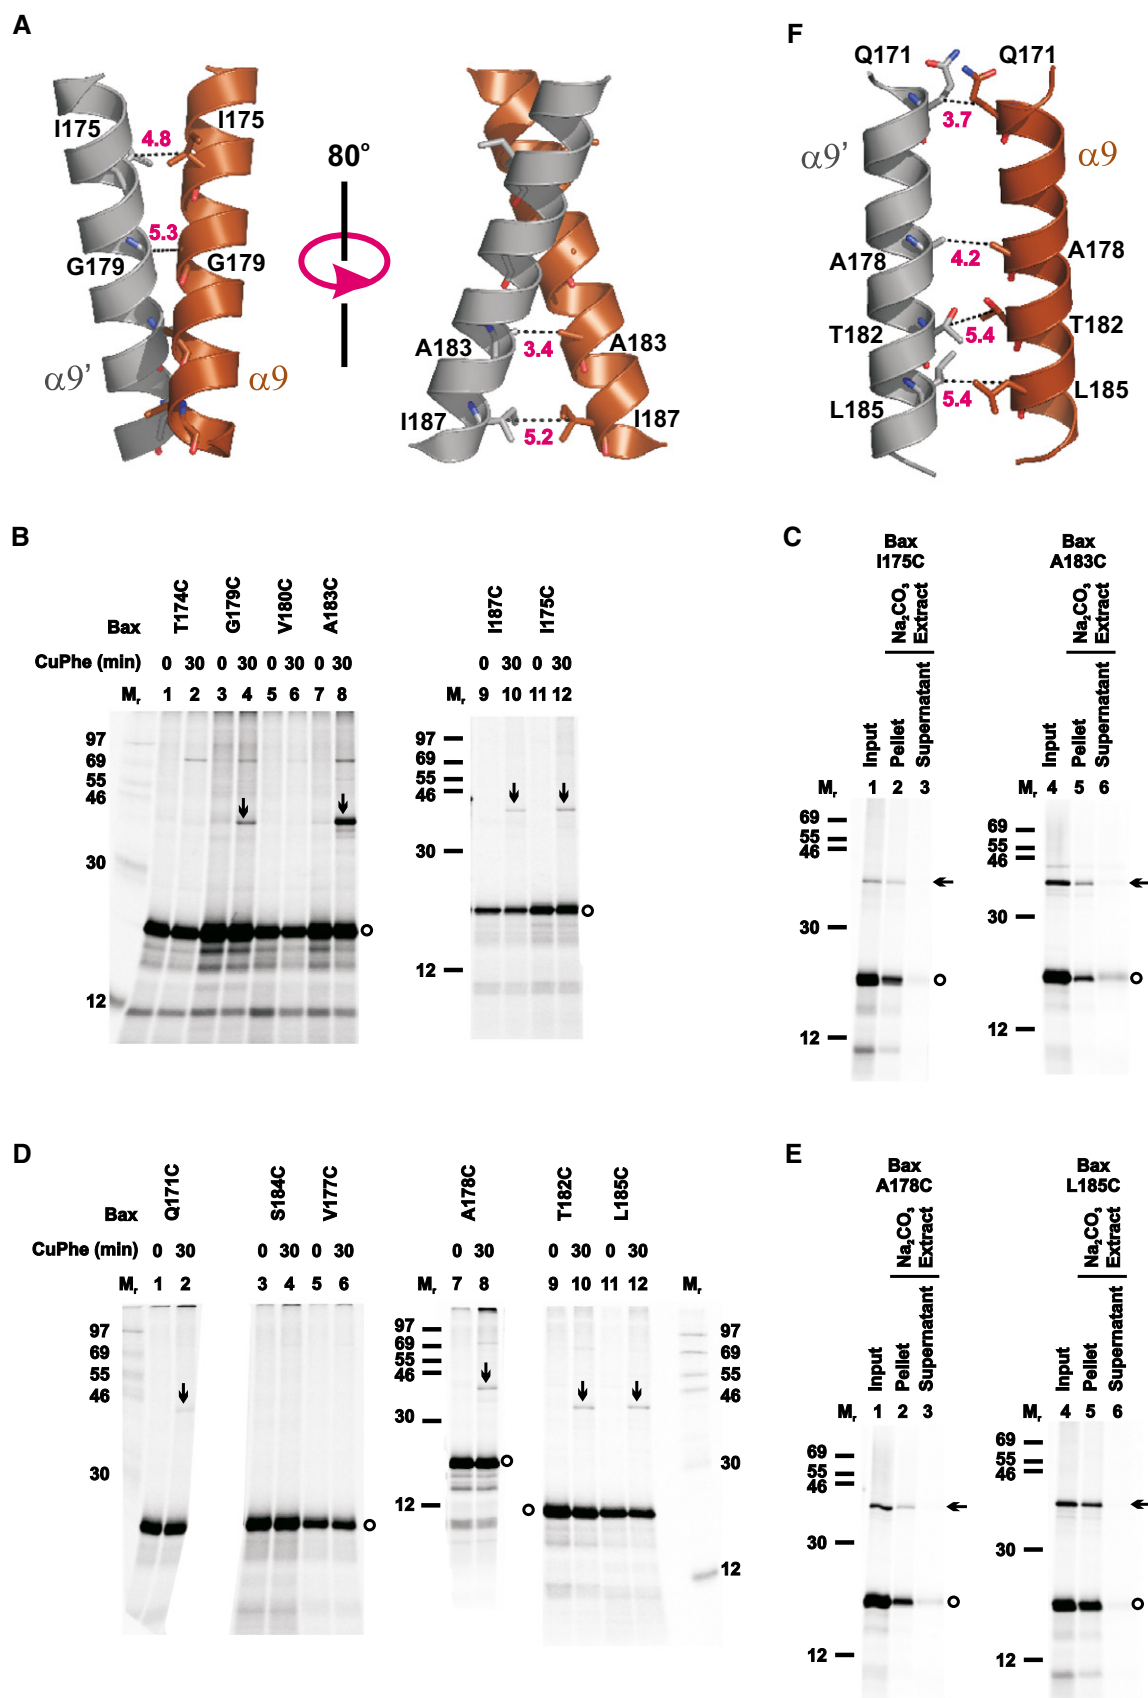 A
I175
I175
4.8
5.3
G179
G179
α9’
α9
80°
A183
A183
3.4
I187
I187
5.2
F
Q171
Q171
3.7
α9’
α9
A178
A178
4.2
T182
T182
5.4
L185
L185
5.4
B
Bax T174C G179C V180C A183C
CuPhe (min) 0 30 0 30 0 30 0 30
Mr 1 2 3 4 5 6 7 8
97
69
55
46
30
12
I187C I175C
0 30 0 30
Mr 9 10 11 12
97
69
55
46
30
12
C
Bax
I175C
Na2CO3
Extract
Input Pellet Supernatant
Mr 1 2 3
69
55
46
30
12
Bax
A183C
Na2CO3
Extract
Input Pellet Supernatant
Mr 4 5 6
69
55
46
30
12
D
Bax Q171C S184C V177C A178C T182C L185C
CuPhe (min) 0 30 0 30 0 30 0 30 0 30 0 30
Mr 1 2 3 4 5 6 7 8 9 10 11 12 Mr
97
69
55
46
30
97
69
55
46
30
12
97
69
55
46
30
12
E
Bax
A178C
Na2CO3
Extract
Input Pellet Supernatant
Mr 1 2 3
69
55
46
30
12
Bax
L185C
Na2CO3
Extract
Input Pellet Supernatant
Mr 4 5 6
69
55
46
30
12